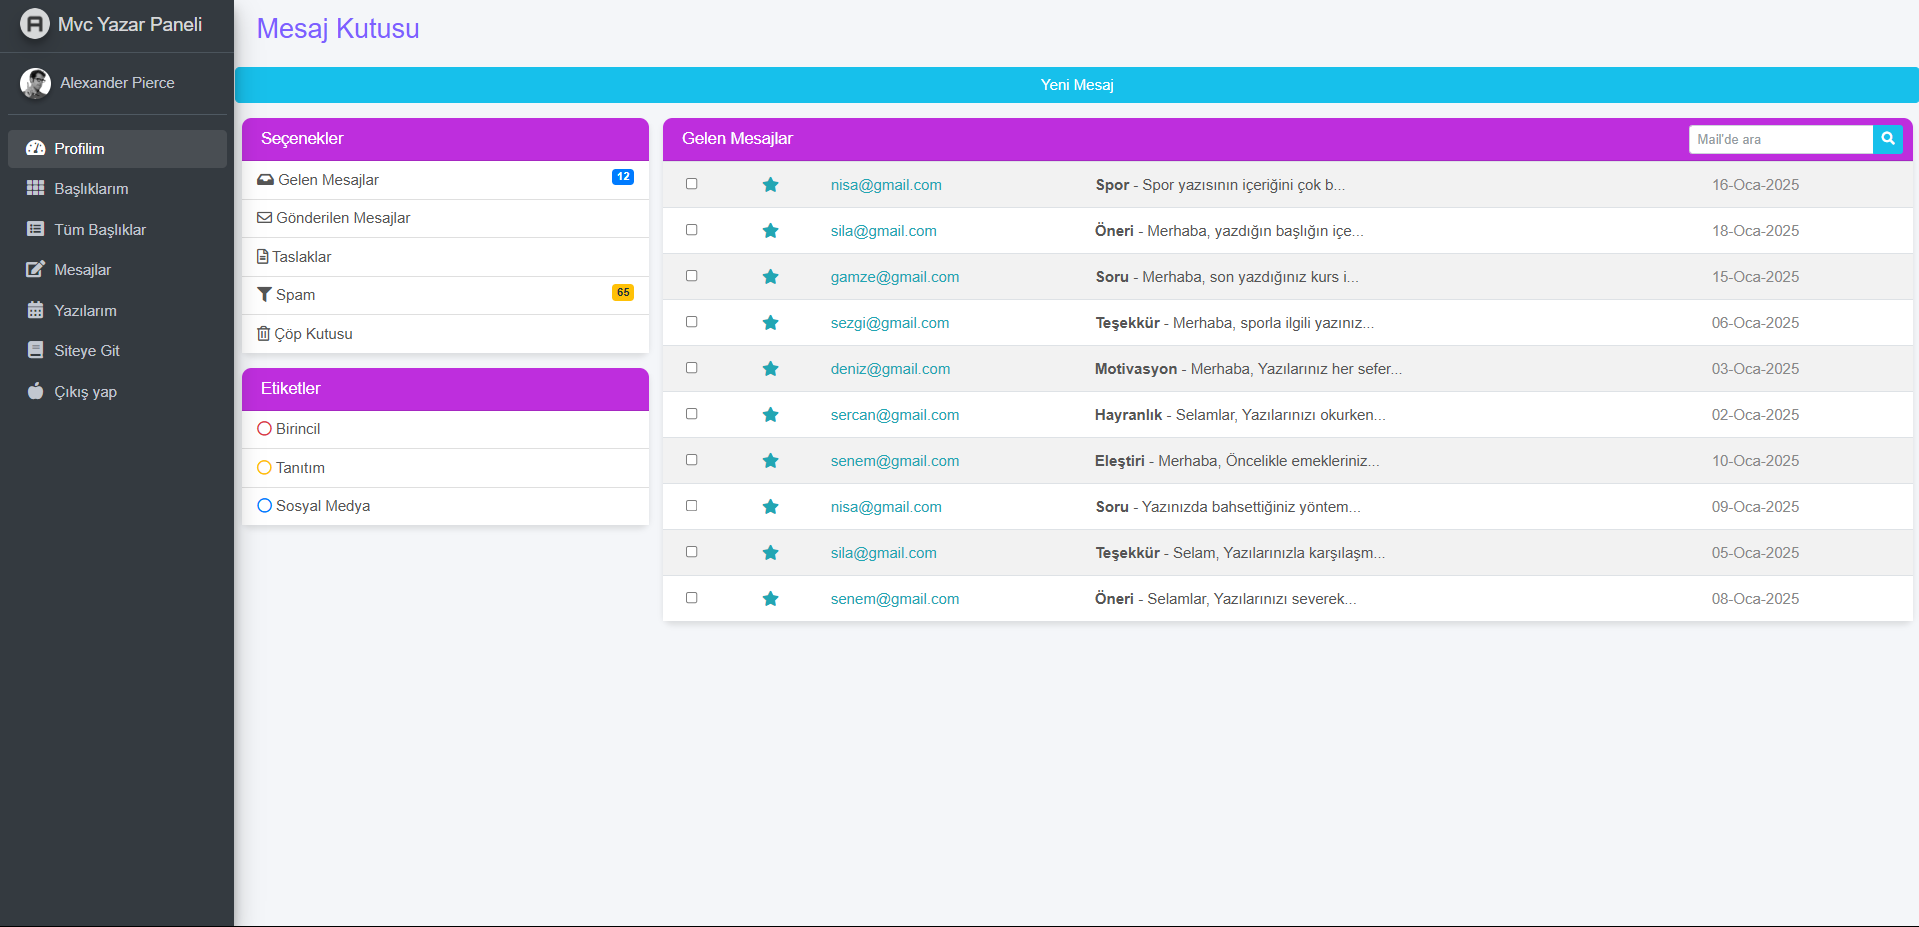 Mvc Yazar Paneli
Alexander Pierce
Profilim
Başlıklarım
Tüm Başlıklar
Mesajlar
Yazılarım
Siteye Git
Çıkış yap
Mesaj Kutusu
Yeni Mesaj
Seçenekler
Gelen Mesajlar 12
Gönderilen Mesajlar
Taslaklar
Spam 65
Çöp Kutusu
Etiketler
Birincil
Tanıtım
Sosyal Medya
Gelen Mesajlar Mail'de ara
nisa@gmail.com Spor - Spor yazısının içeriğini çok b... 16-Oca-2025
sila@gmail.com Öneri - Merhaba, yazdığın başlığın içe... 18-Oca-2025
gamze@gmail.com Soru - Merhaba, son yazdığınız kurs i... 15-Oca-2025
sezgi@gmail.com Teşekkür - Merhaba, sporla ilgili yazınız... 06-Oca-2025
deniz@gmail.com Motivasyon - Merhaba, Yazılarınız her sefer... 03-Oca-2025
sercan@gmail.com Hayranlık - Selamlar, Yazılarınızı okurken... 02-Oca-2025
senem@gmail.com Eleştiri - Merhaba, Öncelikle emekleriniz... 10-Oca-2025
nisa@gmail.com Soru - Yazınızda bahsettiğiniz yöntem... 09-Oca-2025
sila@gmail.com Teşekkür - Selam, Yazılarınızla karşılaşm... 05-Oca-2025
senem@gmail.com Öneri - Selamlar, Yazılarınızı severek... 08-Oca-2025